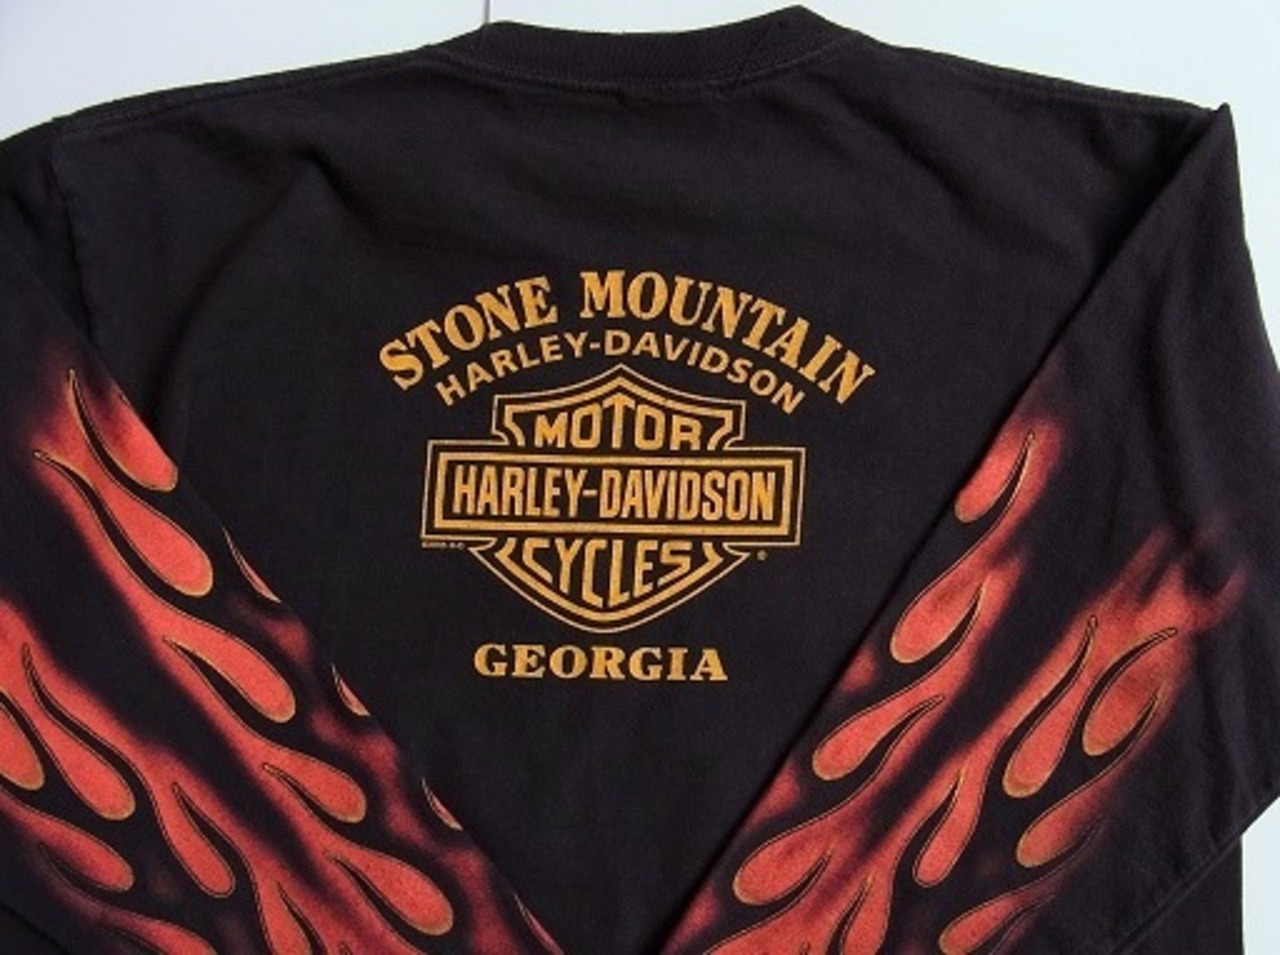 STONE MOUNTAIN
HARLEY-DAVIDSON
MOTOR
HARLEY-DAVIDSON
CYCLES
®
GEORGIA